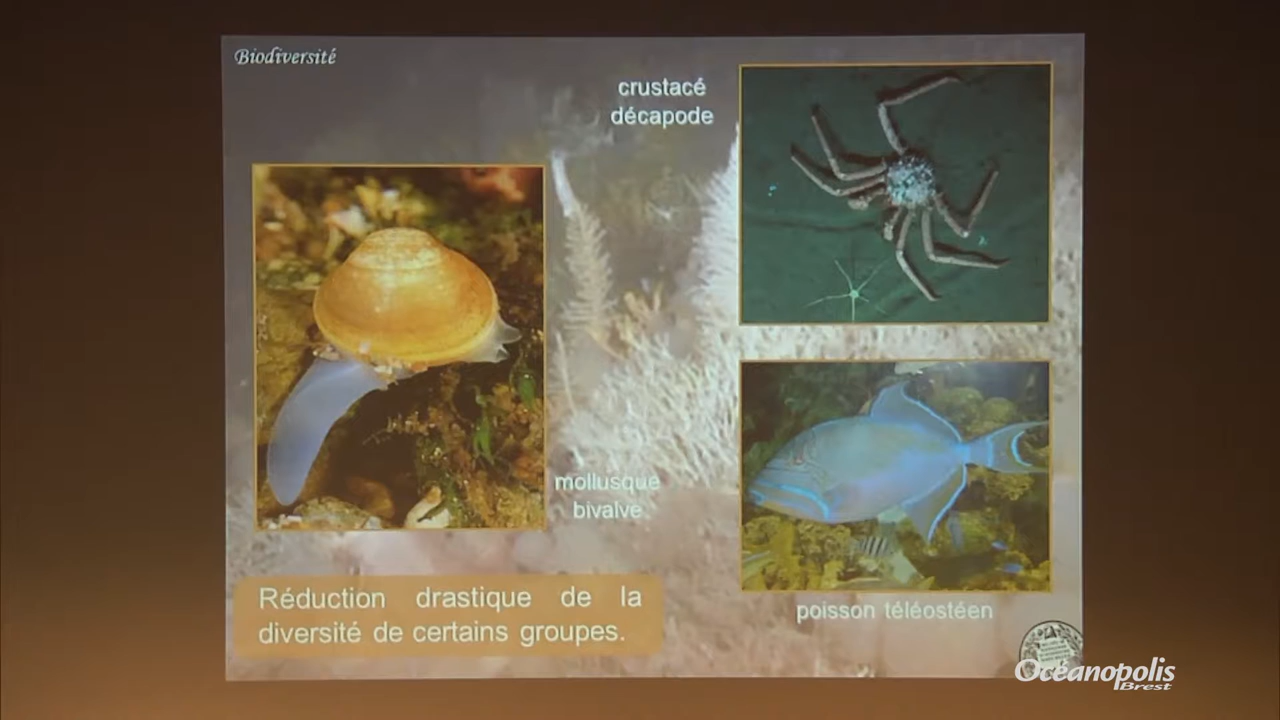 Biodiversité
crustacé
décapode
mollusque
bivalve
Réduction drastique de la
diversité de certains groupes.
poisson téléostéen
Océanopolis
Brest